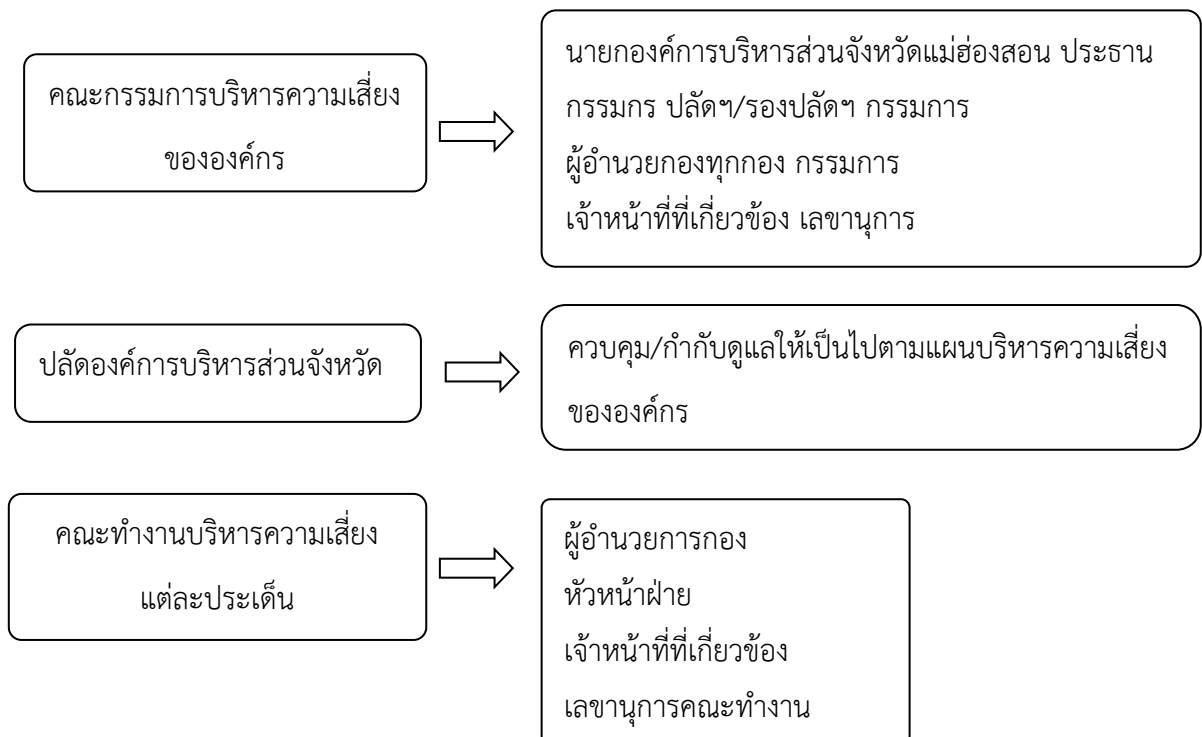 คณะกรรมการบริหารความเสี่ยง
ขององค์กร
นายกองค์การบริหารส่วนจังหวัดแม่ฮ่องสอน ประธาน
กรรมกร ปลัดฯ/รองปลัดฯ กรรมการ
ผู้อำนวยกองทุกกอง กรรมการ
เจ้าหน้าที่ที่เกี่ยวข้อง เลขานุการ
ปลัดองค์การบริหารส่วนจังหวัด
ควบคุม/กำกับดูแลให้เป็นไปตามแผนบริหารความเสี่ยง
ขององค์กร
คณะทำงานบริหารความเสี่ยง
แต่ละประเด็น
ผู้อำนวยการกอง
หัวหน้าฝ่าย
เจ้าหน้าที่ที่เกี่ยวข้อง
เลขานุการคณะทำงาน